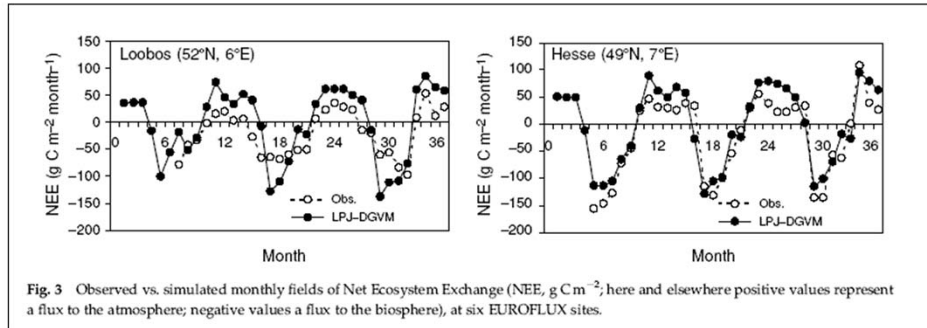 Loobos (52°N, 6°E)
150
100
50
0
−50
−100
−150
−200
NEE (g C m−2 month−1)
0 6 12 18 24 30 36
Obs.
LPJ–DGVM
Month
Hesse (49°N, 7°E)
150
100
50
0
−50
−100
−150
−200
NEE (g C m−2 month−1)
0 6 12 18 24 30 36
Obs.
LPJ–DGVM
Month
Fig. 3 Observed vs. simulated monthly fields of Net Ecosystem Exchange (NEE, g C m−2; here and elsewhere positive values represent
a flux to the atmosphere; negative values a flux to the biosphere), at six EUROFLUX sites.